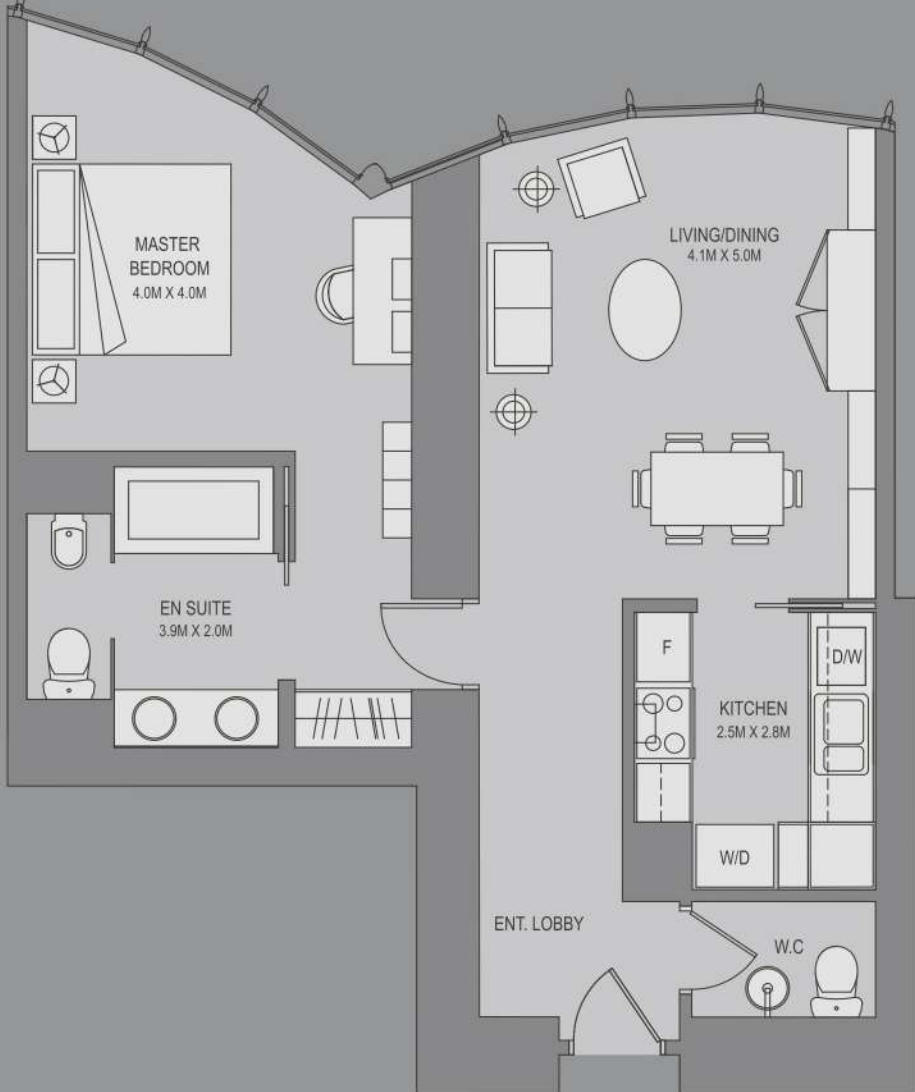 MASTER
BEDROOM
4.0M X 4.0M
LIVING/DINING
4.1M X 5.0M
EN SUITE
3.9M X 2.0M
F
D/W
KITCHEN
2.5M X 2.8M
W/D
ENT. LOBBY
W.C